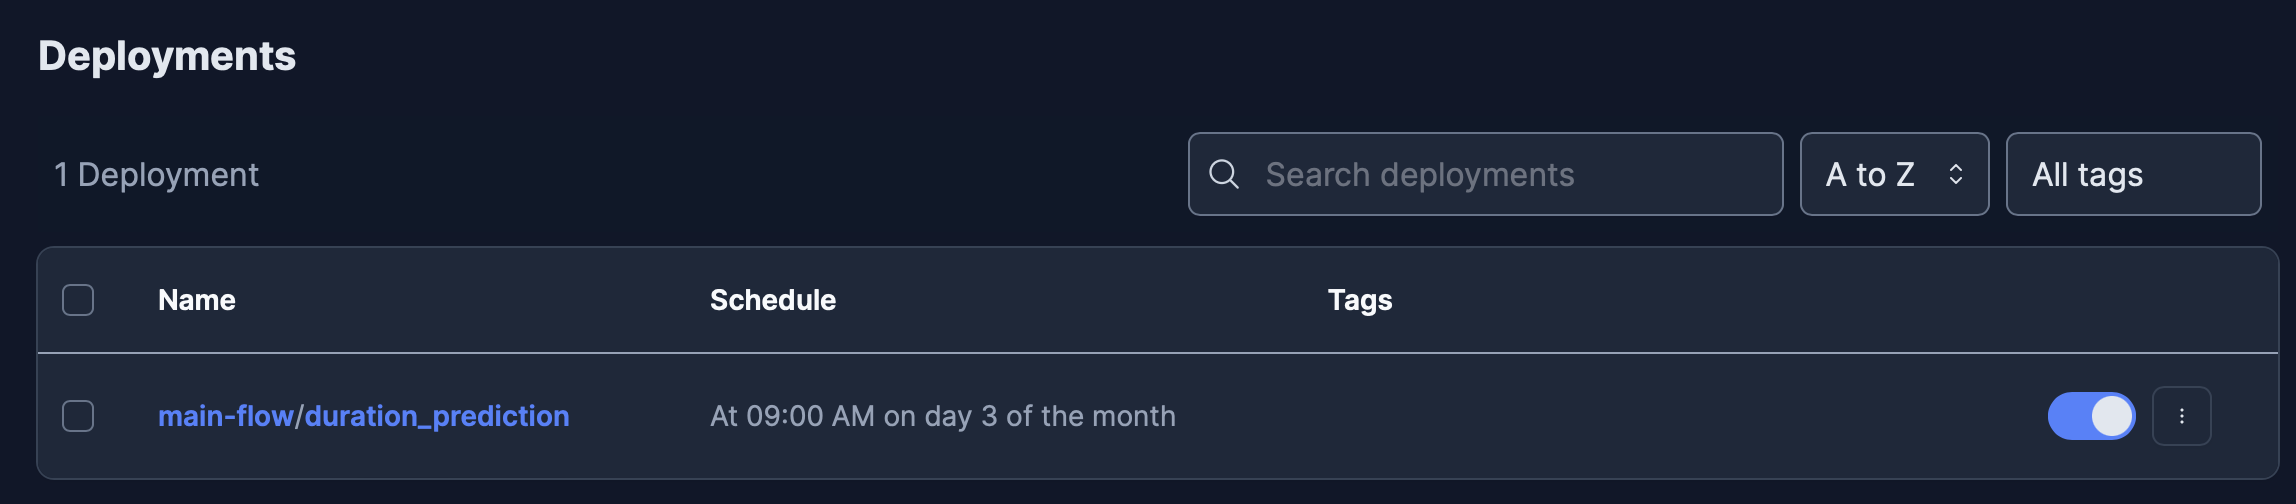 Deployments
1 Deployment
Search deployments
A to Z
All tags
Name Schedule Tags
main-flow/duration_prediction At 09:00 AM on day 3 of the month